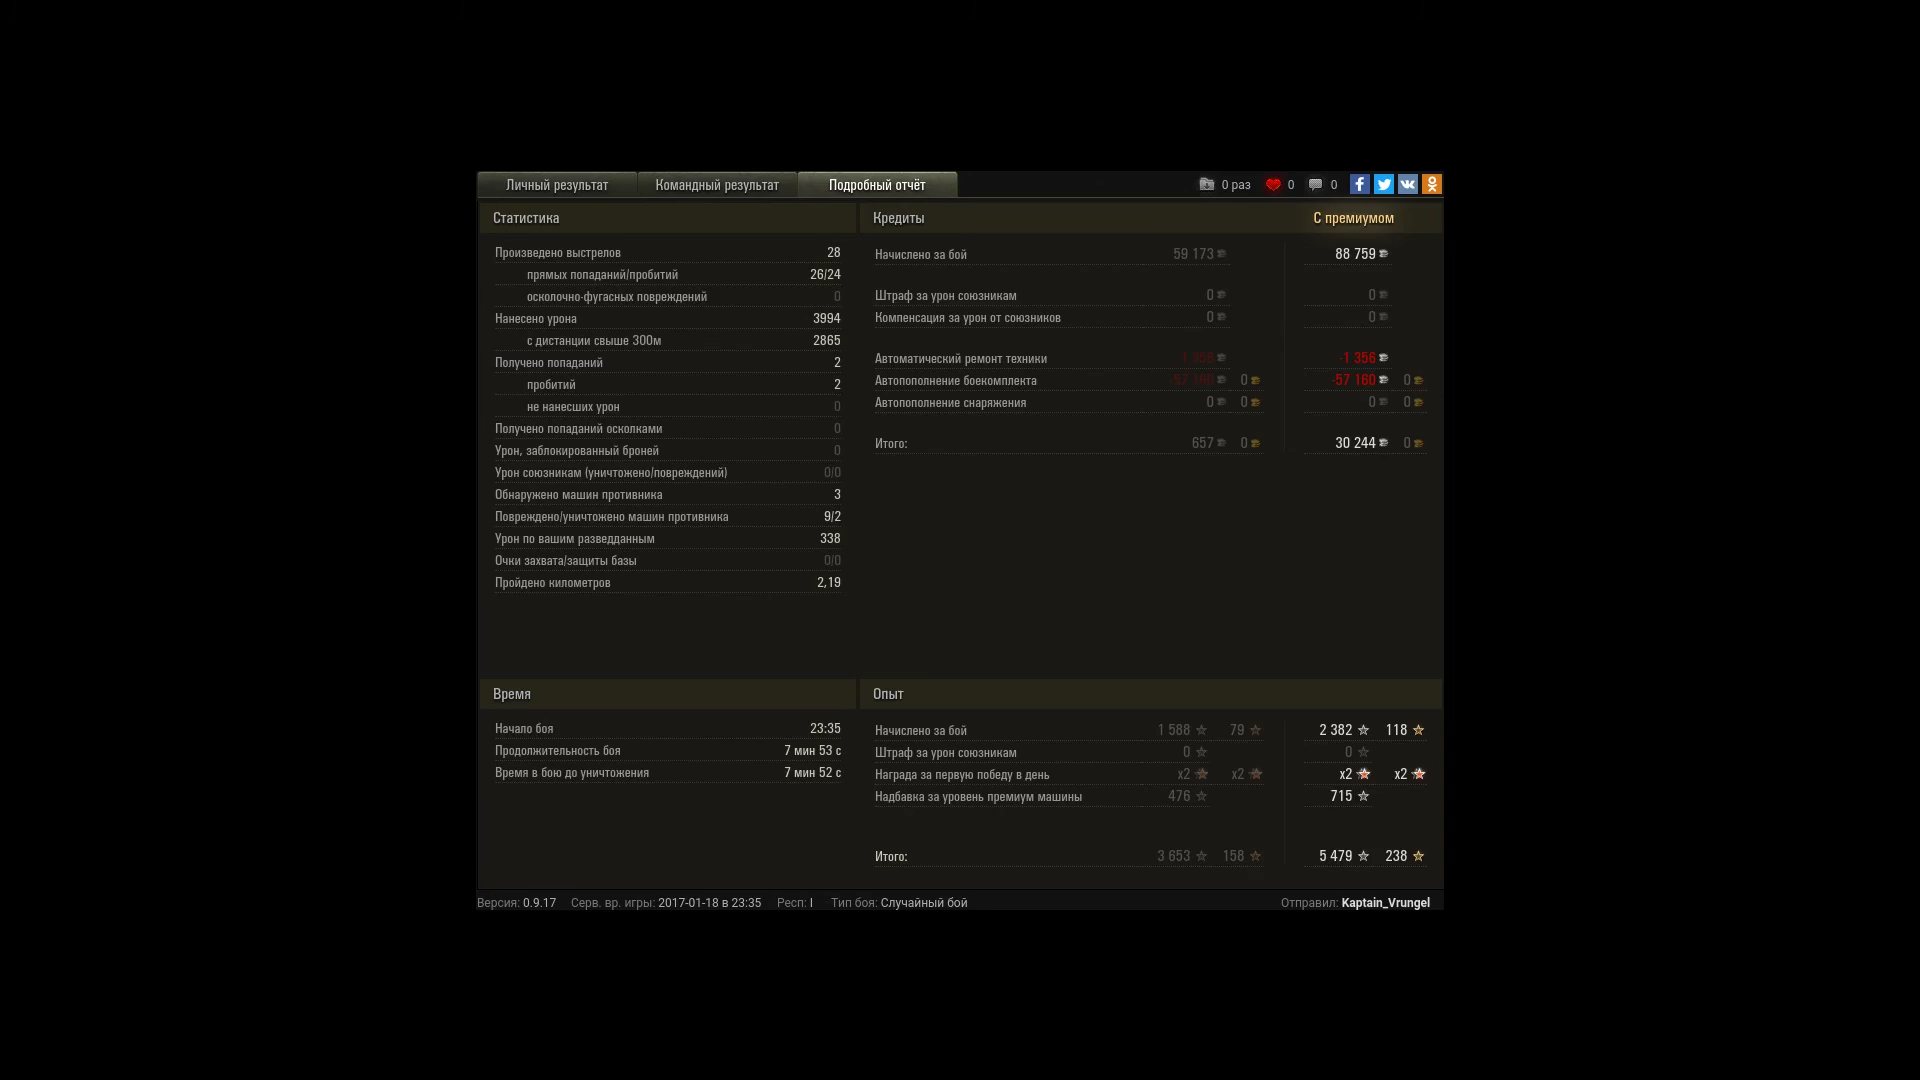 Личный результат Командный результат Подробный отчёт 0 раз 0 0
Статистика
Произведено выстрелов 28
прямых попаданий/пробитий 26/24
осколочно-фугасных повреждений 0
Нанесено урона 3994
с дистанции свыше 300м 2865
Получено попаданий 2
пробитий 2
не нанесших урон 0
Получено попаданий осколками 0
Урон, заблокированный броней 0
Урон союзникам (уничтожено/повреждений) 0/0
Обнаружено машин противника 3
Повреждено/уничтожено машин противника 9/2
Урон по вашим разведданным 338
Очки захвата/защиты базы 0/0
Пройдено километров 2,19
Кредиты С премиумом
Начислено за бой 59 173 88 759
Штраф за урон союзникам 0 0
Компенсация за урон от союзников 0 0
Автоматический ремонт техники -1 356
Автопополнение боекомплекта -57 160 0 -57 160 0
Автопополнение снаряжения 0 0 0 0
Итого: 657 0 30 244 0
Время
Начало боя 23:35
Продолжительность боя 7 мин 53 с
Время в бою до уничтожения 7 мин 52 с
Опыт
Начислено за бой 1 588 79 2 382 118
Штраф за урон союзникам 0 0
Награда за первую победу в день x2 x2 x2 x2
Надбавка за уровень премиум машины 476 715
Итого: 3 653 158 5 479 238
Версия: 0.9.17 Серв. вр. игры: 2017-01-18 в 23:35 Респ: I Тип боя: Случайный бой Отправил: Kaptain_Vrungel